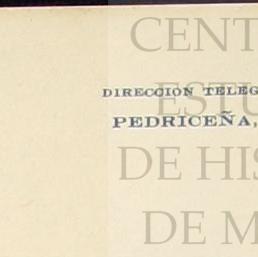 CENT
DIRECCION TELEG
ESTU
PEDRICEÑA,
DE HIS
DE M